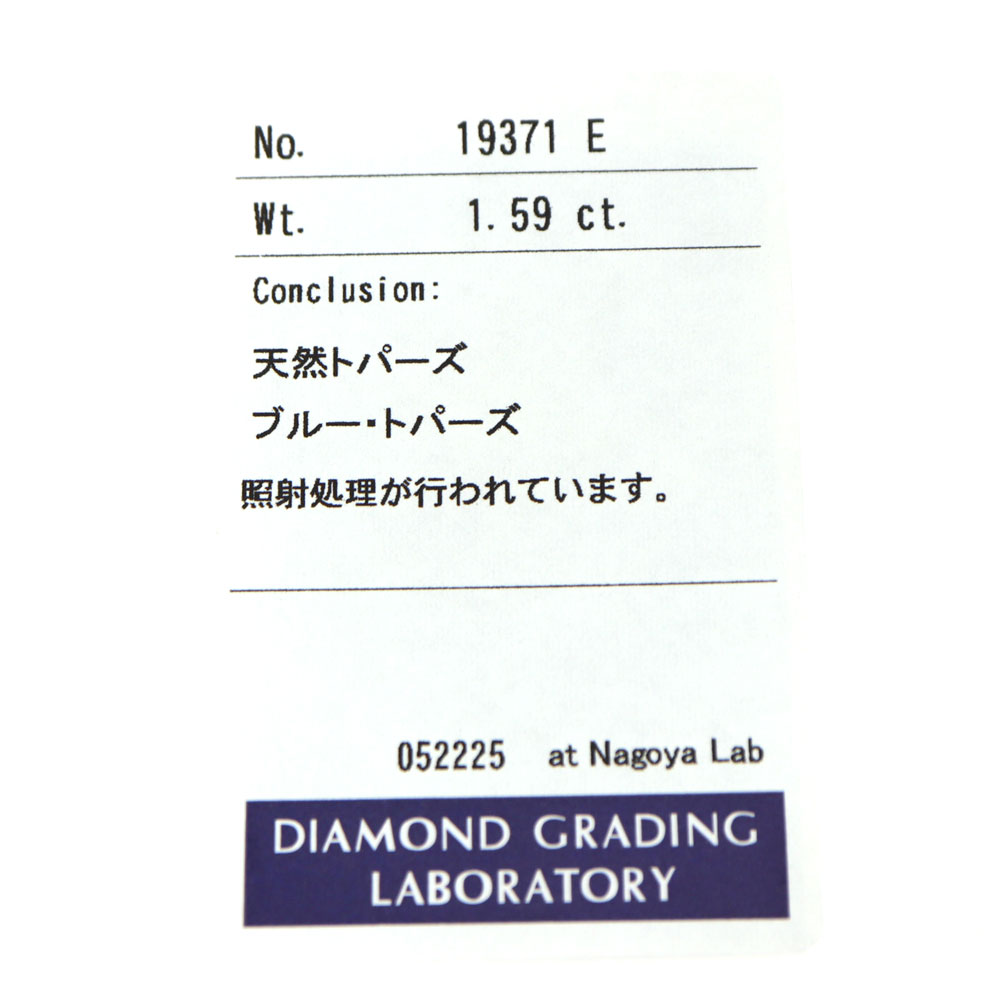 No. 19371 E
Wt. 1.59 ct.
Conclusion:
天然トパーズ
ブルー・トパーズ
照射処理が行われています。
052225 at Nagoya Lab
DIAMOND GRADING
LABORATORY